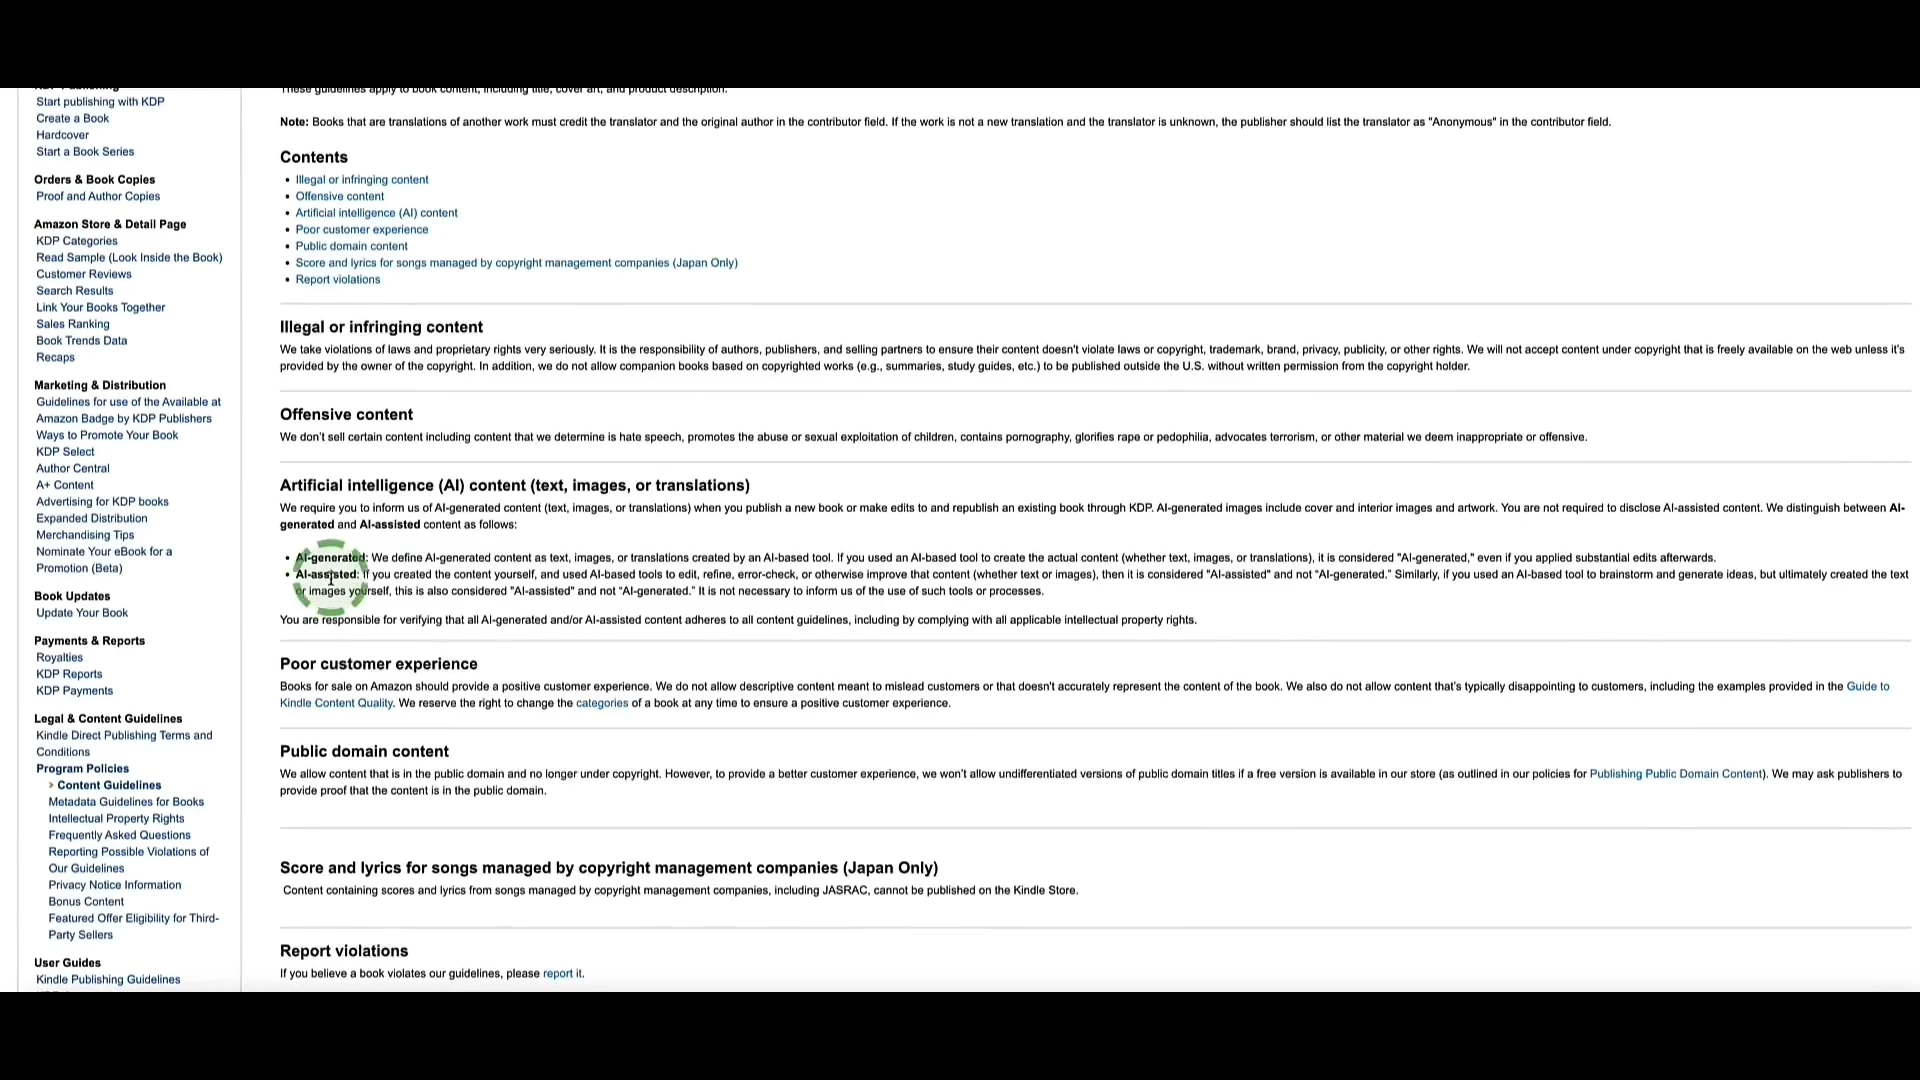 Start publishing with KDP
Create a Book
Hardcover
Start a Book Series
Orders & Book Copies
Proof and Author Copies
Amazon Store & Detail Page
KDP Categories
Read Sample (Look Inside the Book)
Customer Reviews
Search Results
Link Your Books Together
Sales Ranking
Book Trends Data
Recaps
Marketing & Distribution
Guidelines for use of the Available at
Amazon Badge by KDP Publishers
Ways to Promote Your Book
KDP Select
Author Central
A+ Content
Advertising for KDP books
Expanded Distribution
Merchandising Tips
Nominate Your eBook for a
Promotion (Beta)
Book Updates
Update Your Book
Payments & Reports
Royalties
KDP Reports
KDP Payments
Legal & Content Guidelines
Kindle Direct Publishing Terms and
Conditions
Program Policies
› Content Guidelines
Metadata Guidelines for Books
Intellectual Property Rights
Frequently Asked Questions
Reporting Possible Violations of
Our Guidelines
Privacy Notice Information
Bonus Content
Featured Offer Eligibility for Third-
Party Sellers
User Guides
Kindle Publishing Guidelines
These guidelines apply to book content, including title, cover art, and product description.
Note: Books that are translations of another work must credit the translator and the original author in the contributor field. If the work is not a new translation and the translator is unknown, the publisher should list the translator as "Anonymous" in the contributor field.
Contents
• Illegal or infringing content
• Offensive content
• Artificial intelligence (AI) content
• Poor customer experience
• Public domain content
• Score and lyrics for songs managed by copyright management companies (Japan Only)
• Report violations
Illegal or infringing content
We take violations of laws and proprietary rights very seriously. It is the responsibility of authors, publishers, and selling partners to ensure their content doesn't violate laws or copyright, trademark, brand, privacy, publicity, or other rights. We will not accept content under copyright that is freely available on the web unless it's
provided by the owner of the copyright. In addition, we do not allow companion books based on copyrighted works (e.g., summaries, study guides, etc.) to be published outside the U.S. without written permission from the copyright holder.
Offensive content
We don't sell certain content including content that we determine is hate speech, promotes the abuse or sexual exploitation of children, contains pornography, glorifies rape or pedophilia, advocates terrorism, or other material we deem inappropriate or offensive.
Artificial intelligence (AI) content (text, images, or translations)
We require you to inform us of AI-generated content (text, images, or translations) when you publish a new book or make edits to and republish an existing book through KDP. AI-generated images include cover and interior images and artwork. You are not required to disclose AI-assisted content. We distinguish between AI-
generated and AI-assisted content as follows:
• AI-generated: We define AI-generated content as text, images, or translations created by an AI-based tool. If you used an AI-based tool to create the actual content (whether text, images, or translations), it is considered "AI-generated," even if you applied substantial edits afterwards.
• AI-assisted: If you created the content yourself, and used AI-based tools to edit, refine, error-check, or otherwise improve that content (whether text or images), then it is considered "AI-assisted" and not "AI-generated." Similarly, if you used an AI-based tool to brainstorm and generate ideas, but ultimately created the text
or images yourself, this is also considered "AI-assisted" and not "AI-generated." It is not necessary to inform us of the use of such tools or processes.
You are responsible for verifying that all AI-generated and/or AI-assisted content adheres to all content guidelines, including by complying with all applicable intellectual property rights.
Poor customer experience
Books for sale on Amazon should provide a positive customer experience. We do not allow descriptive content meant to mislead customers or that doesn't accurately represent the content of the book. We also do not allow content that's typically disappointing to customers, including the examples provided in the Guide to
Kindle Content Quality. We reserve the right to change the categories of a book at any time to ensure a positive customer experience.
Public domain content
We allow content that is in the public domain and no longer under copyright. However, to provide a better customer experience, we won't allow undifferentiated versions of public domain titles if a free version is available in our store (as outlined in our policies for Publishing Public Domain Content). We may ask publishers to
provide proof that the content is in the public domain.
Score and lyrics for songs managed by copyright management companies (Japan Only)
Content containing scores and lyrics from songs managed by copyright management companies, including JASRAC, cannot be published on the Kindle Store.
Report violations
If you believe a book violates our guidelines, please report it.